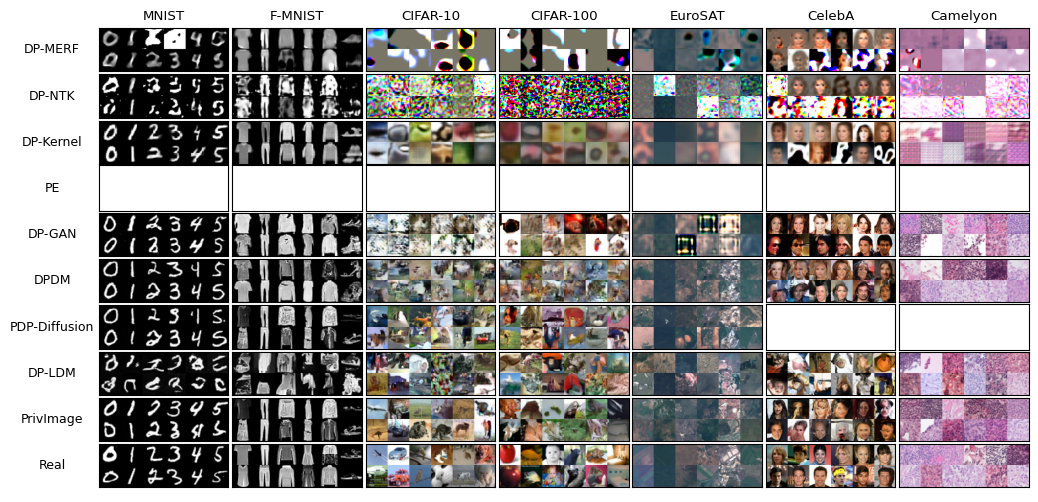 MNIST F-MNIST CIFAR-10 CIFAR-100 EuroSAT CelebA Camelyon
DP-MERF
DP-NTK
DP-Kernel
PE
DP-GAN
DPDM
PDP-Diffusion
DP-LDM
PrivImage
Real